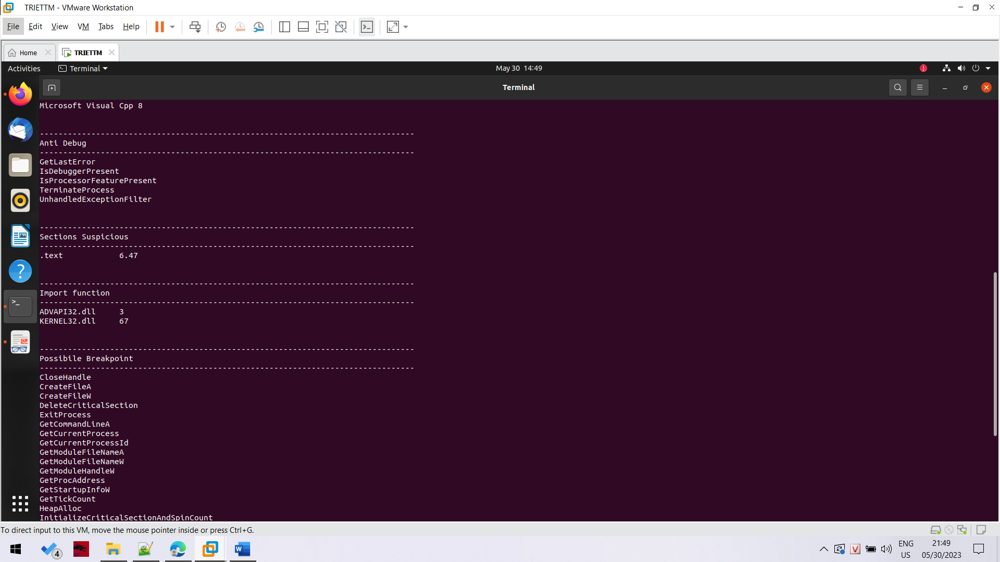 TRIETTM - VMware Workstation
File Edit View VM Tabs Help
Home TRIETTM
Activities Terminal May 30 14:49
Terminal
Microsoft Visual Cpp 8
--------------------------------------------------------------------------------
Anti Debug
--------------------------------------------------------------------------------
GetLastError
IsDebuggerPresent
IsProcessorFeaturePresent
TerminateProcess
UnhandledExceptionFilter
--------------------------------------------------------------------------------
Sections Suspicious
--------------------------------------------------------------------------------
.text 6.47
--------------------------------------------------------------------------------
Import function
--------------------------------------------------------------------------------
ADVAPI32.dll 3
KERNEL32.dll 67
--------------------------------------------------------------------------------
Possibile Breakpoint
--------------------------------------------------------------------------------
CloseHandle
CreateFileA
CreateFileW
DeleteCriticalSection
ExitProcess
GetCommandLineA
GetCurrentProcess
GetCurrentProcessId
GetModuleFileNameA
GetModuleFileNameW
GetModuleHandleW
GetProcAddress
GetStartupInfoW
GetTickCount
HeapAlloc
InitializeCriticalSectionAndSpinCount
To direct input to this VM, move the mouse pointer inside or press Ctrl+G.
4
ENG
US
21:49
05/30/2023